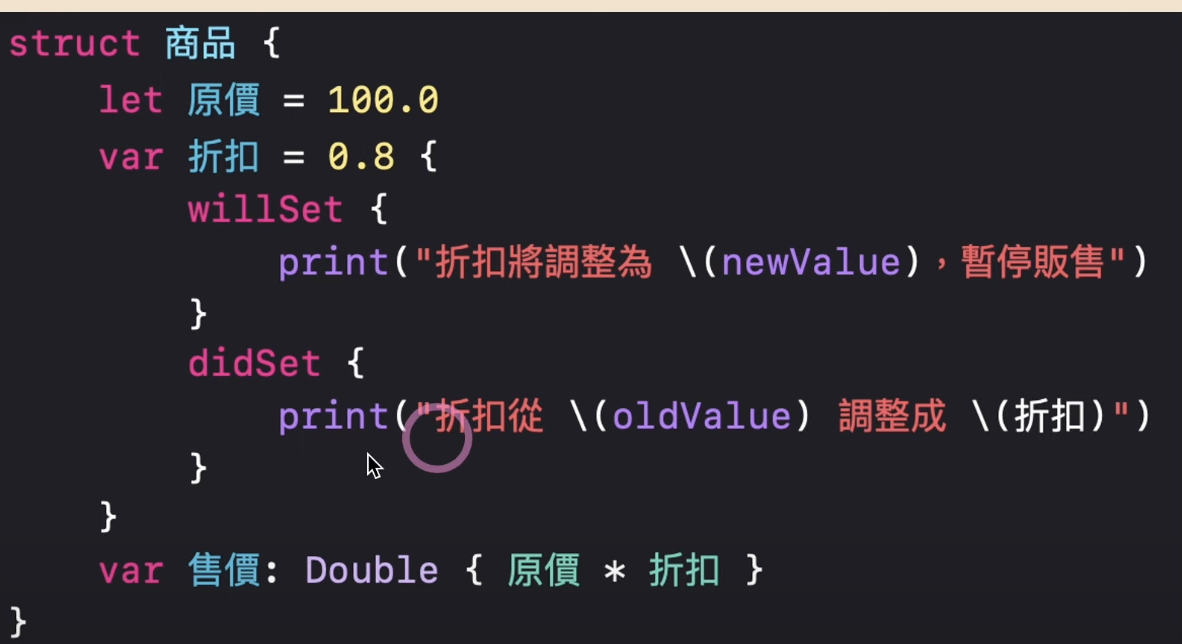 struct 商品 {
    let 原價 = 100.0
    var 折扣 = 0.8 {
        willSet {
            print("折扣將調整為 \(newValue)，暫停販售")
        }
        didSet {
            print("折扣從 \(oldValue) 調整成 \(折扣)")
        }
    }
    var 售價: Double { 原價 * 折扣 }
}